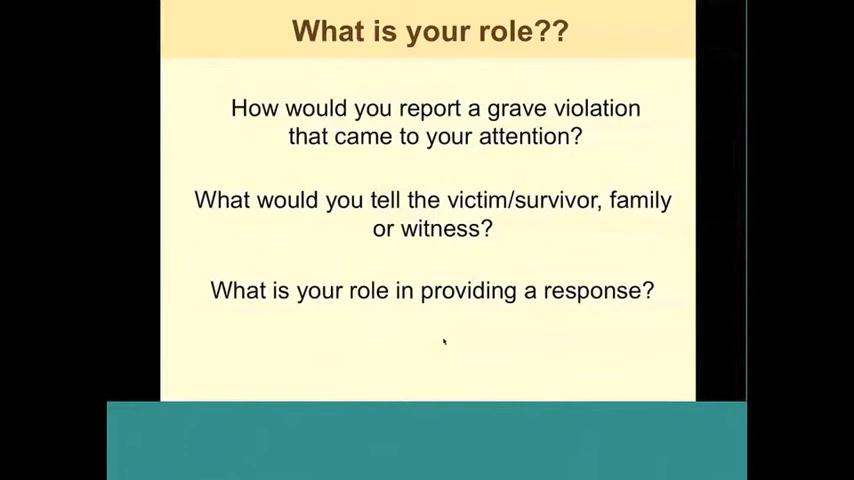 What is your role??
How would you report a grave violation
that came to your attention?
What would you tell the victim/survivor, family
or witness?
What is your role in providing a response?